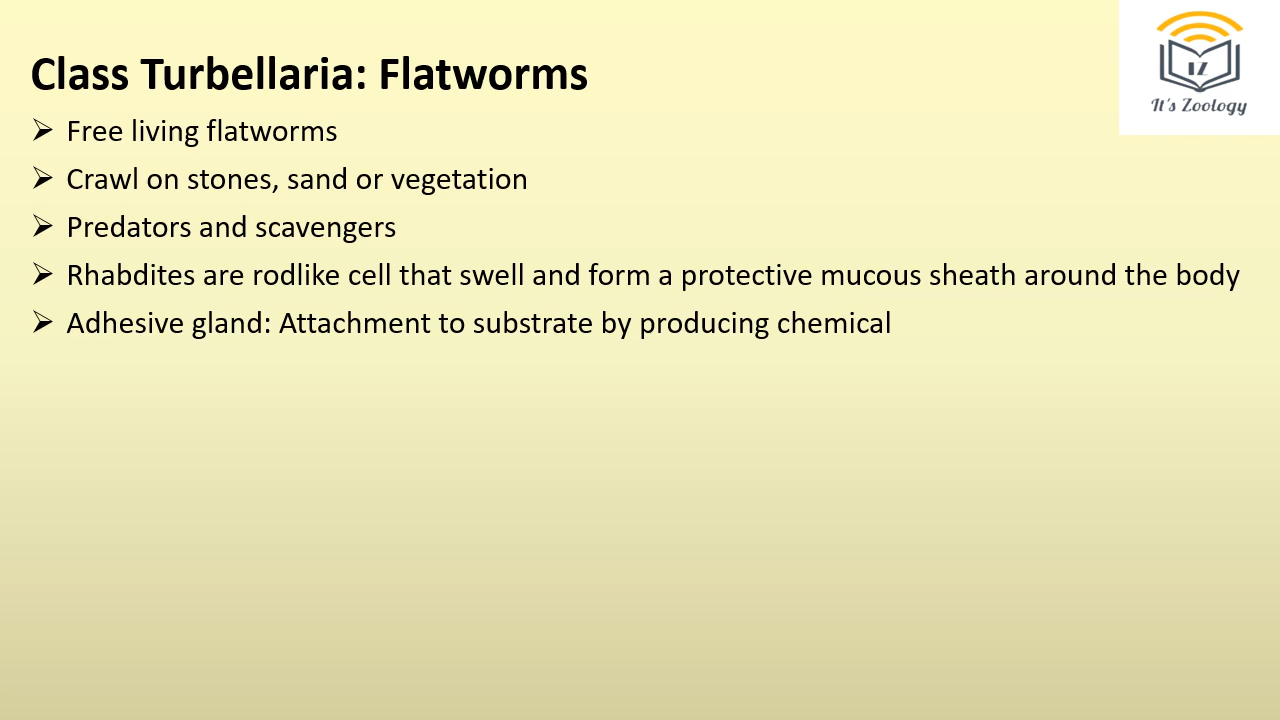 Class Turbellaria: Flatworms
IZ
It's Zoology
➢ Free living flatworms
➢ Crawl on stones, sand or vegetation
➢ Predators and scavengers
➢ Rhabdites are rodlike cell that swell and form a protective mucous sheath around the body
➢ Adhesive gland: Attachment to substrate by producing chemical